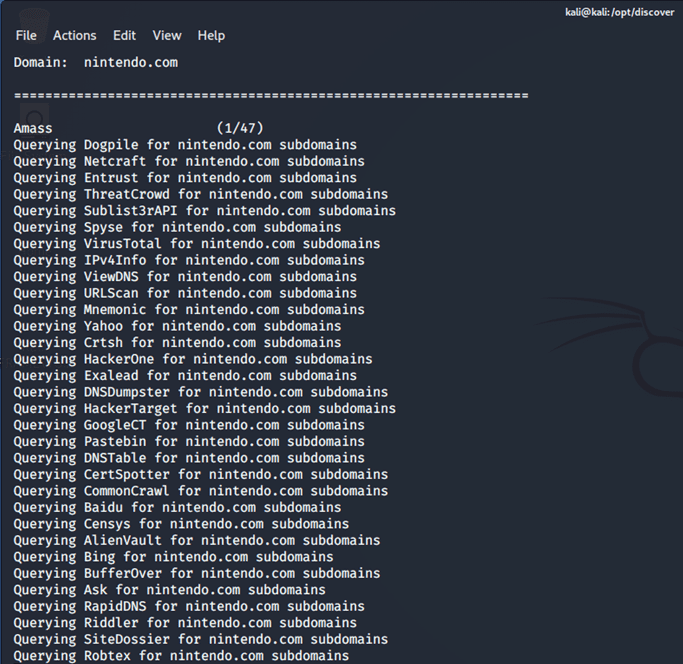 kali@kali:/opt/discover
File Actions Edit View Help
Domain: nintendo.com
==================================================================
Amass (1/47)
Querying Dogpile for nintendo.com subdomains
Querying Netcraft for nintendo.com subdomains
Querying Entrust for nintendo.com subdomains
Querying ThreatCrowd for nintendo.com subdomains
Querying Sublist3rAPI for nintendo.com subdomains
Querying Spyse for nintendo.com subdomains
Querying VirusTotal for nintendo.com subdomains
Querying IPv4Info for nintendo.com subdomains
Querying ViewDNS for nintendo.com subdomains
Querying URLScan for nintendo.com subdomains
Querying Mnemonic for nintendo.com subdomains
Querying Yahoo for nintendo.com subdomains
Querying Crtsh for nintendo.com subdomains
Querying HackerOne for nintendo.com subdomains
Querying Exalead for nintendo.com subdomains
Querying DNSDumpster for nintendo.com subdomains
Querying HackerTarget for nintendo.com subdomains
Querying GoogleCT for nintendo.com subdomains
Querying Pastebin for nintendo.com subdomains
Querying DNSTable for nintendo.com subdomains
Querying CertSpotter for nintendo.com subdomains
Querying CommonCrawl for nintendo.com subdomains
Querying Baidu for nintendo.com subdomains
Querying Censys for nintendo.com subdomains
Querying AlienVault for nintendo.com subdomains
Querying Bing for nintendo.com subdomains
Querying BufferOver for nintendo.com subdomains
Querying Ask for nintendo.com subdomains
Querying RapidDNS for nintendo.com subdomains
Querying Riddler for nintendo.com subdomains
Querying SiteDossier for nintendo.com subdomains
Querying Robtex for nintendo.com subdomains